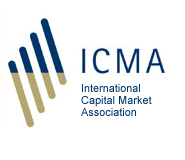 ICMA
International
Capital Market
Association